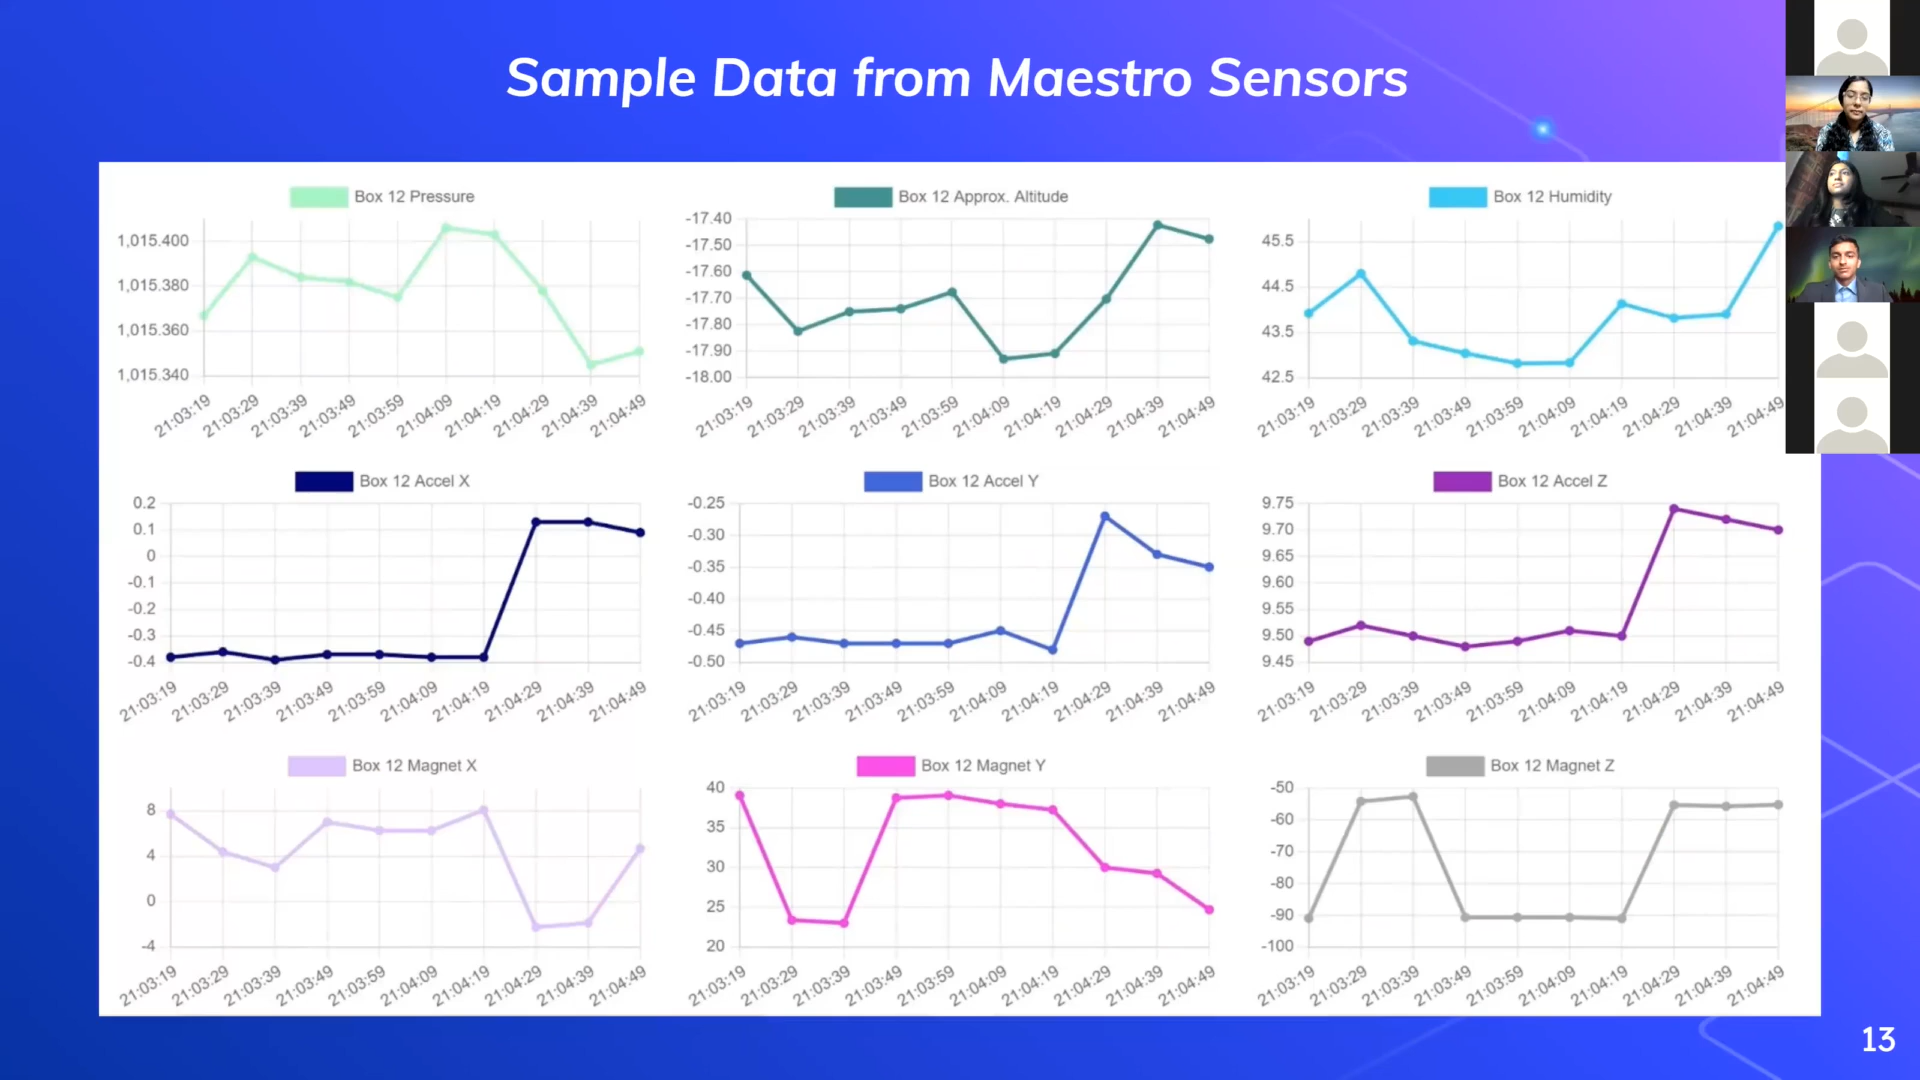 Sample Data from Maestro Sensors
Box 12 Pressure
1,015.400
1,015.380
1,015.360
1,015.340
21:03:19 21:03:29 21:03:39 21:03:49 21:03:59 21:04:09 21:04:19 21:04:29 21:04:39 21:04:49
Box 12 Approx. Altitude
-17.40
-17.50
-17.60
-17.70
-17.80
-17.90
-18.00
21:03:19 21:03:29 21:03:39 21:03:49 21:03:59 21:04:09 21:04:19 21:04:29 21:04:39 21:04:49
Box 12 Humidity
45.5
44.5
43.5
42.5
21:03:19 21:03:29 21:03:39 21:03:49 21:03:59 21:04:09 21:04:19 21:04:29 21:04:39 21:04:49
Box 12 Accel X
0.2
0.1
0
-0.1
-0.2
-0.3
-0.4
21:03:19 21:03:29 21:03:39 21:03:49 21:03:59 21:04:09 21:04:19 21:04:29 21:04:39 21:04:49
Box 12 Accel Y
-0.25
-0.30
-0.35
-0.40
-0.45
-0.50
21:03:19 21:03:29 21:03:39 21:03:49 21:03:59 21:04:09 21:04:19 21:04:29 21:04:39 21:04:49
Box 12 Accel Z
9.75
9.70
9.65
9.60
9.55
9.50
9.45
21:03:19 21:03:29 21:03:39 21:03:49 21:03:59 21:04:09 21:04:19 21:04:29 21:04:39 21:04:49
Box 12 Magnet X
8
4
0
-4
21:03:19 21:03:29 21:03:39 21:03:49 21:03:59 21:04:09 21:04:19 21:04:29 21:04:39 21:04:49
Box 12 Magnet Y
40
35
30
25
20
21:03:19 21:03:29 21:03:39 21:03:49 21:03:59 21:04:09 21:04:19 21:04:29 21:04:39 21:04:49
Box 12 Magnet Z
-50
-60
-70
-80
-90
-100
21:03:19 21:03:29 21:03:39 21:03:49 21:03:59 21:04:09 21:04:19 21:04:29 21:04:39 21:04:49
13